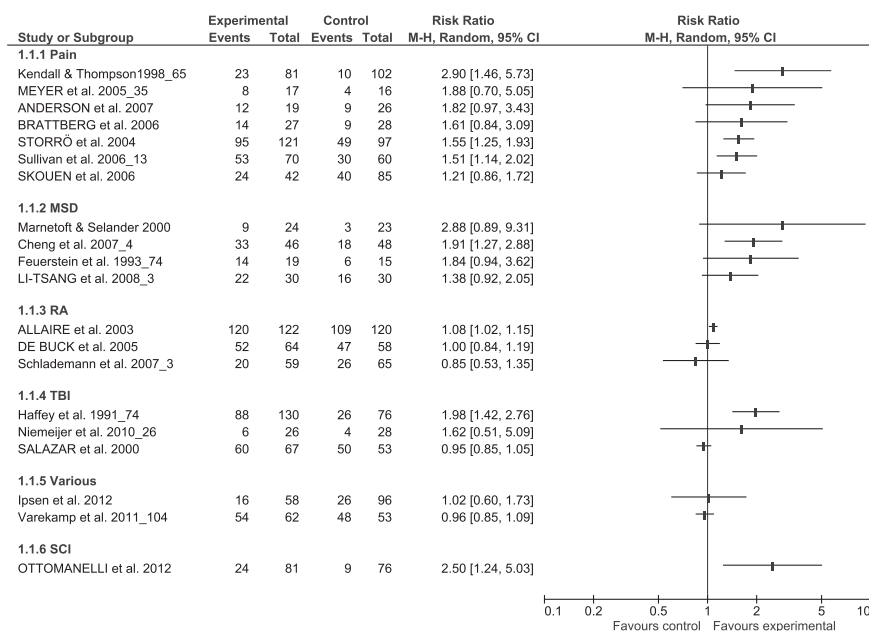 Experimental Control Risk Ratio Risk Ratio
Study or Subgroup Events Total Events Total M-H, Random, 95% CI M-H, Random, 95% CI
1.1.1 Pain
Kendall & Thompson1998_65 23 81 10 102 2.90 [1.46, 5.73]
MEYER et al. 2005_35 8 17 4 16 1.88 [0.70, 5.05]
ANDERSON et al. 2007 12 19 9 26 1.82 [0.97, 3.43]
BRATTBERG et al. 2006 14 27 9 28 1.61 [0.84, 3.09]
STORRÖ et al. 2004 95 121 49 97 1.55 [1.25, 1.93]
Sullivan et al. 2006_13 53 70 30 60 1.51 [1.14, 2.02]
SKOUEN et al. 2006 24 42 40 85 1.21 [0.86, 1.72]
1.1.2 MSD
Marnetoft & Selander 2000 9 24 3 23 2.88 [0.89, 9.31]
Cheng et al. 2007_4 33 46 18 48 1.91 [1.27, 2.88]
Feuerstein et al. 1993_74 14 19 6 15 1.84 [0.94, 3.62]
LI-TSANG et al. 2008_3 22 30 16 30 1.38 [0.92, 2.05]
1.1.3 RA
ALLAIRE et al. 2003 120 122 109 120 1.08 [1.02, 1.15]
DE BUCK et al. 2005 52 64 47 58 1.00 [0.84, 1.19]
Schlademann et al. 2007_3 20 59 26 65 0.85 [0.53, 1.35]
1.1.4 TBI
Haffey et al. 1991_74 88 130 26 76 1.98 [1.42, 2.76]
Niemeijer et al. 2010_26 6 26 4 28 1.62 [0.51, 5.09]
SALAZAR et al. 2000 60 67 50 53 0.95 [0.85, 1.05]
1.1.5 Various
Ipsen et al. 2012 16 58 26 96 1.02 [0.60, 1.73]
Varekamp et al. 2011_104 54 62 48 53 0.96 [0.85, 1.09]
1.1.6 SCI
OTTOMANELLI et al. 2012 24 81 9 76 2.50 [1.24, 5.03]
0.1 0.2 0.5 1 2 5 10
Favours control Favours experimental